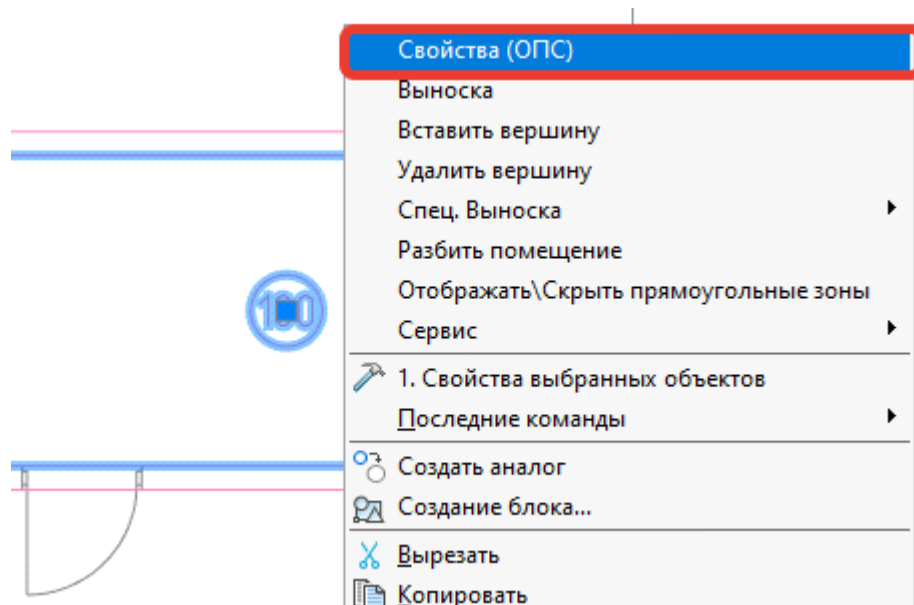 Свойства (ОПС)
Выноска
Вставить вершину
Удалить вершину
Спец. Выноска
Разбить помещение
Отображать\Скрыть прямоугольные зоны
100
Сервис
1. Свойства выбранных объектов
Последние команды
Создать аналог
Создание блока...
Вырезать
Копировать